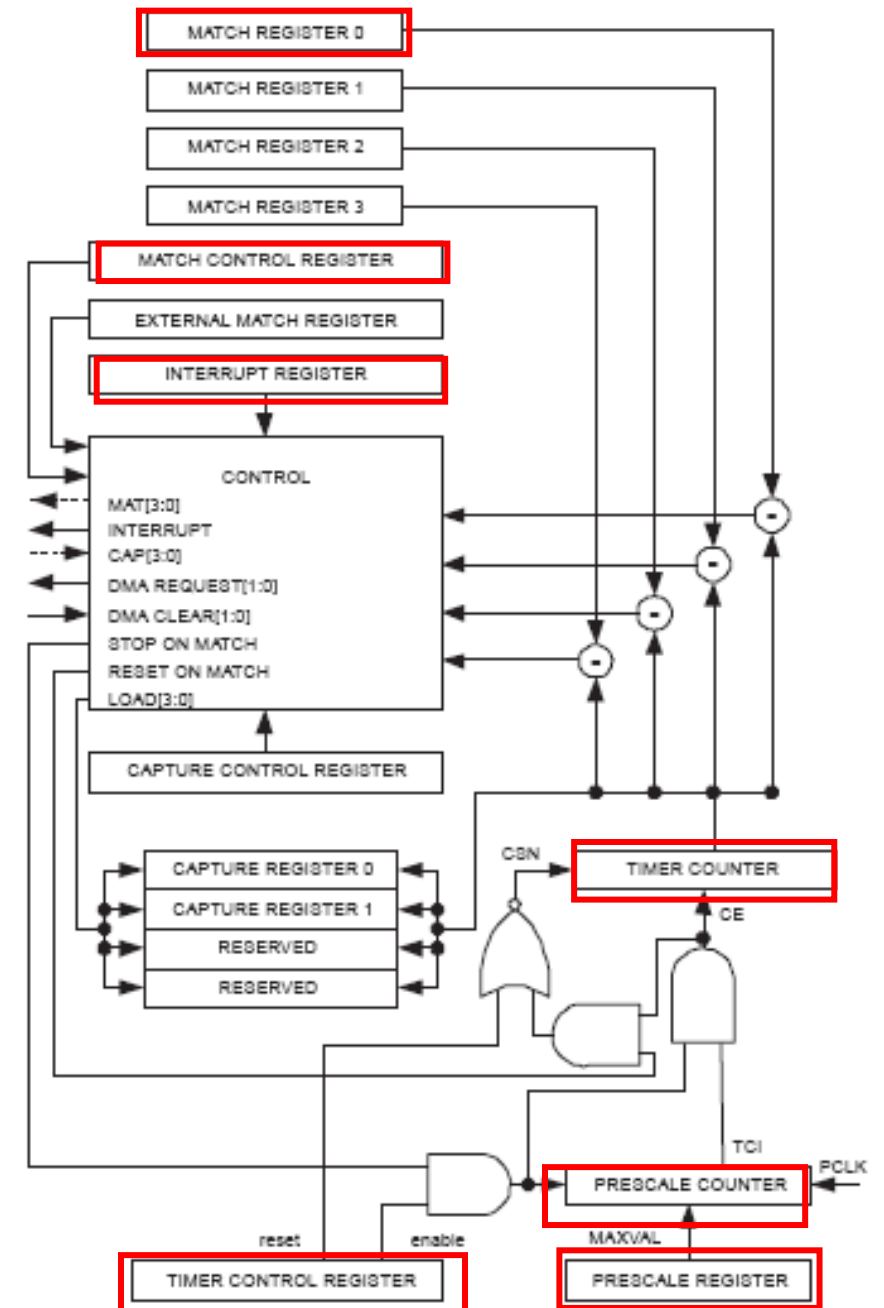 MATCH REGISTER 0
MATCH REGISTER 1
MATCH REGISTER 2
MATCH REGISTER 3
MATCH CONTROL REGISTER
EXTERNAL MATCH REGISTER
INTERRUPT REGISTER
CONTROL
MAT[3:0]
INTERRUPT
CAP[3:0]
DMA REQUEST[1:0]
DMA CLEAR[1:0]
STOP ON MATCH
RESET ON MATCH
LOAD[3:0]
-
-
-
-
CAPTURE CONTROL REGISTER
CSN
TIMER COUNTER
CE
CAPTURE REGISTER 0
CAPTURE REGISTER 1
RESERVED
RESERVED
TCI
PCLK
PRESCALE COUNTER
reset
enable
MAXVAL
TIMER CONTROL REGISTER
PRESCALE REGISTER